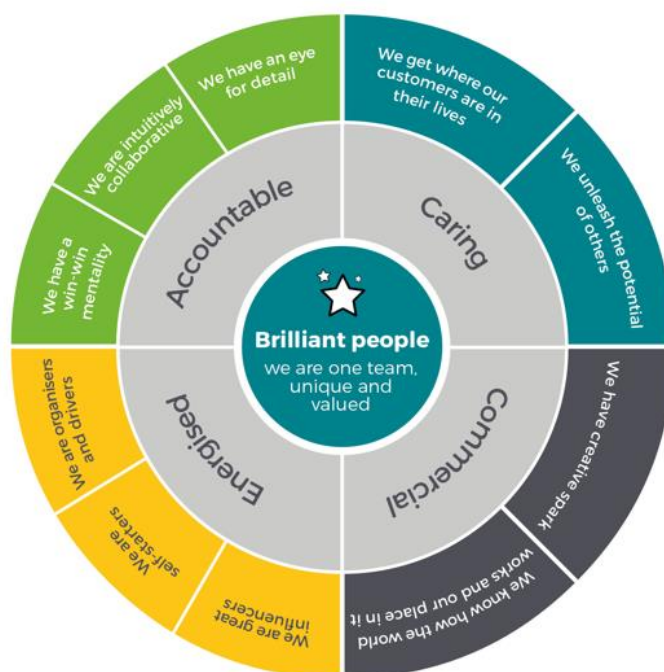 We have an eye
for detail
We get where our
customers are in
their lives
We are intuitively
collaborative
We unleash the potential
of others
We have a
win-win
mentality
Accountable
Caring
Brilliant people
we are one team,
unique and
valued
Energised
Commercial
We are organisers
and drivers
We have creative spark
We are
self-starters
We are great
influencers
We know how the world
works and our place in it